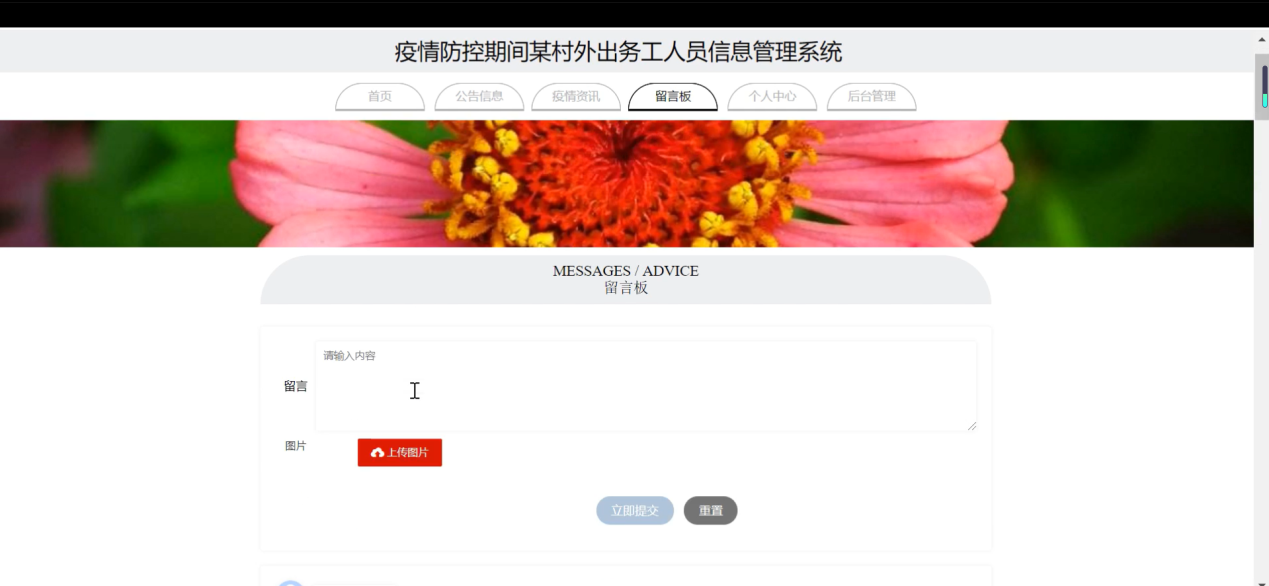 疫情防控期间某村外出务工人员信息管理系统
首页 公告信息 疫情资讯 留言板 个人中心 后台管理
MESSAGES / ADVICE
留言板
请输入内容
留言
图片
上传图片
立即提交 重置